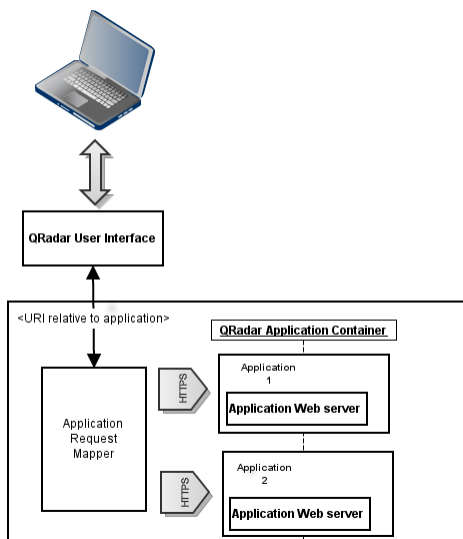 QRadar User Interface
<URI relative to application>
QRadar Application Container
Application
Request
Mapper
HTTPS
Application
1
Application Web server
HTTPS
Application
2
Application Web server